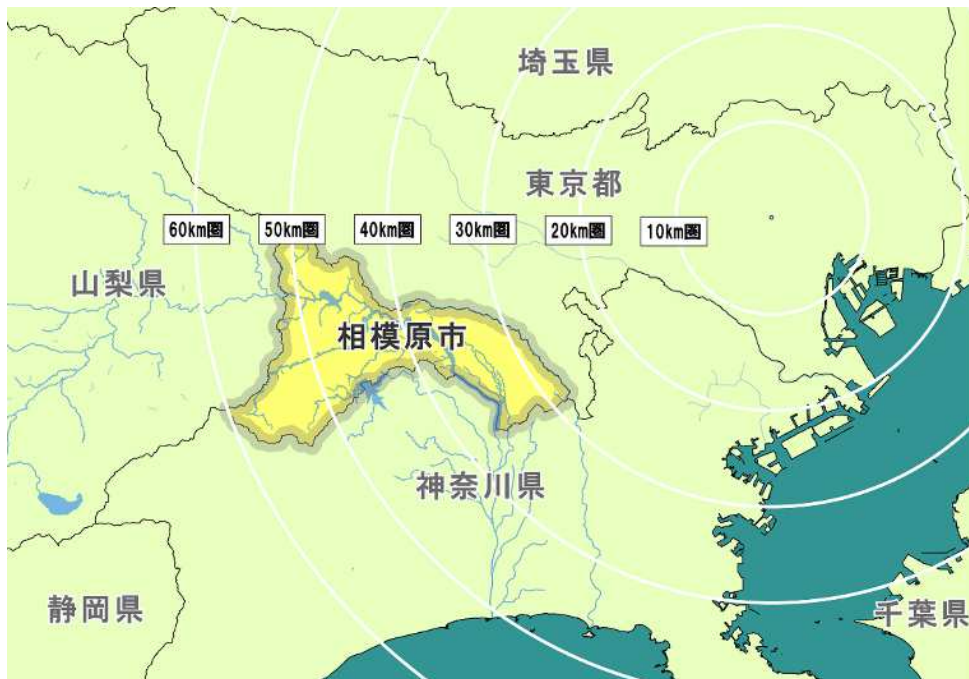 埼玉県
東京都
60km圏
50km圏
40km圏
30km圏
20km圏
10km圏
山梨県
相模原市
神奈川県
静岡県
千葉県